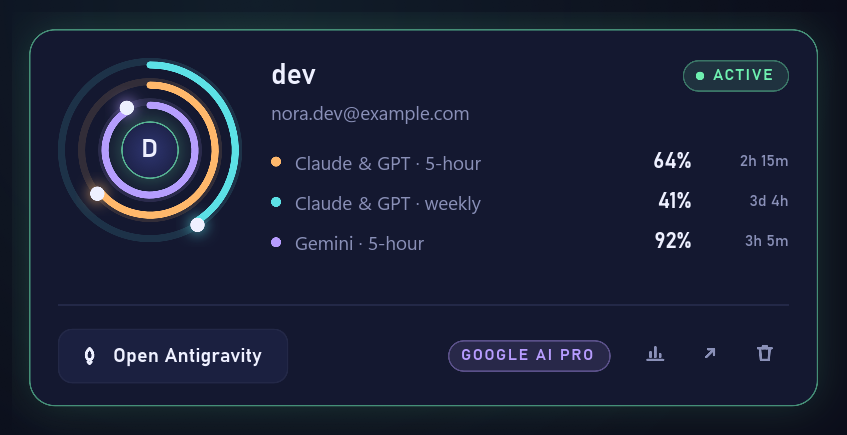 D
dev
ACTIVE
nora.dev@example.com
Claude & GPT · 5-hour 64% 2h 15m
Claude & GPT · weekly 41% 3d 4h
Gemini · 5-hour 92% 3h 5m
Open Antigravity
GOOGLE AI PRO